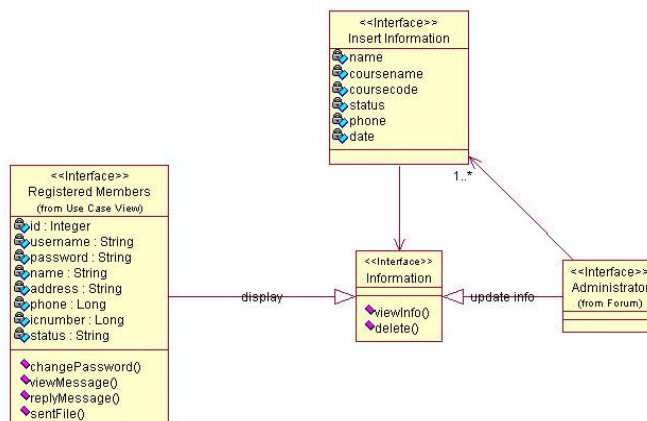 <<Interface>>
Insert Information
name
coursename
coursecode
status
phone
date
1..*
<<Interface>>
Registered Members
(from Use Case View)
id : Integer
username : String
password : String
name : String
address : String
phone : Long
icnumber : Long
status : String
changePassword()
viewMessage()
replyMessage()
sentFile()
display
<<Interface>>
Information
viewInfo()
delete()
update info
<<Interface>>
Administrator
(from Forum)